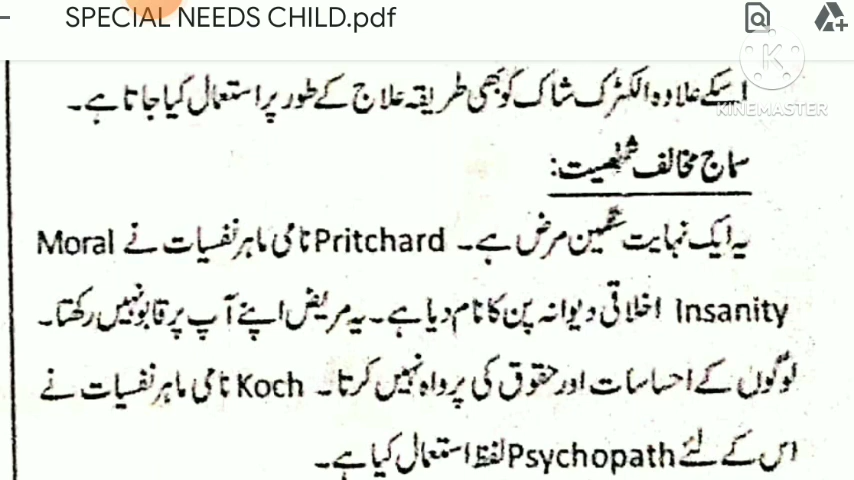 SPECIAL NEEDS CHILD.pdf
KINEMASTER
اسکے علاوہ الکٹرک شاک کو بھی طریقہ علاج کے طور پر استعمال کیا جاتا ہے۔
سماج مخالف شخصیت:
یہ ایک نہایت سنگین مرض ہے۔ Pritchard نامی ماہر نفسیات نے Moral
Insanity اخلاقی دیوانہ پن کا نام دیا ہے۔ یہ مریض اپنے آپ پر قابو نہیں رکھتا۔
لوگوں کے احساسات اور حقوق کی پرواہ نہیں کرتا۔ Koch نامی ماہر نفسیات نے
اس کے لئے Psychopath لفظ استعمال کیا ہے۔